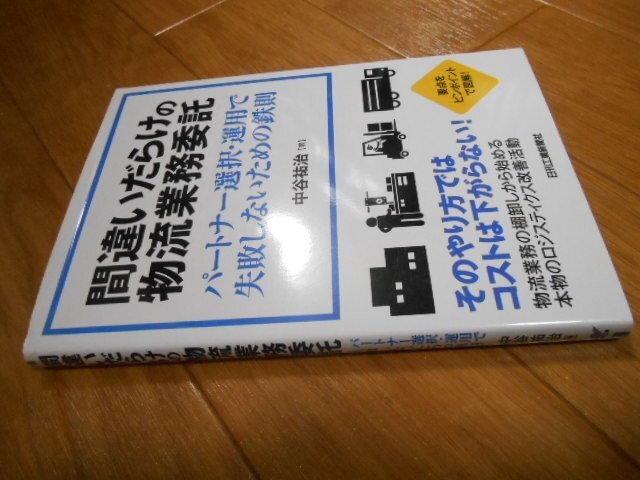 間違いだらけの
物流業務委託
パートナー選択・運用で
失敗しないための鉄則
中谷祐治[著]
要点を
ピンポイント
で図解!
そのやり方では
コストは下がらない!
物流業務の棚卸しから始める
本物のロジスティクス改善活動
日刊工業新聞社
間違いだらけの物流業務委託
パートナー選択・運用で
中谷祐治